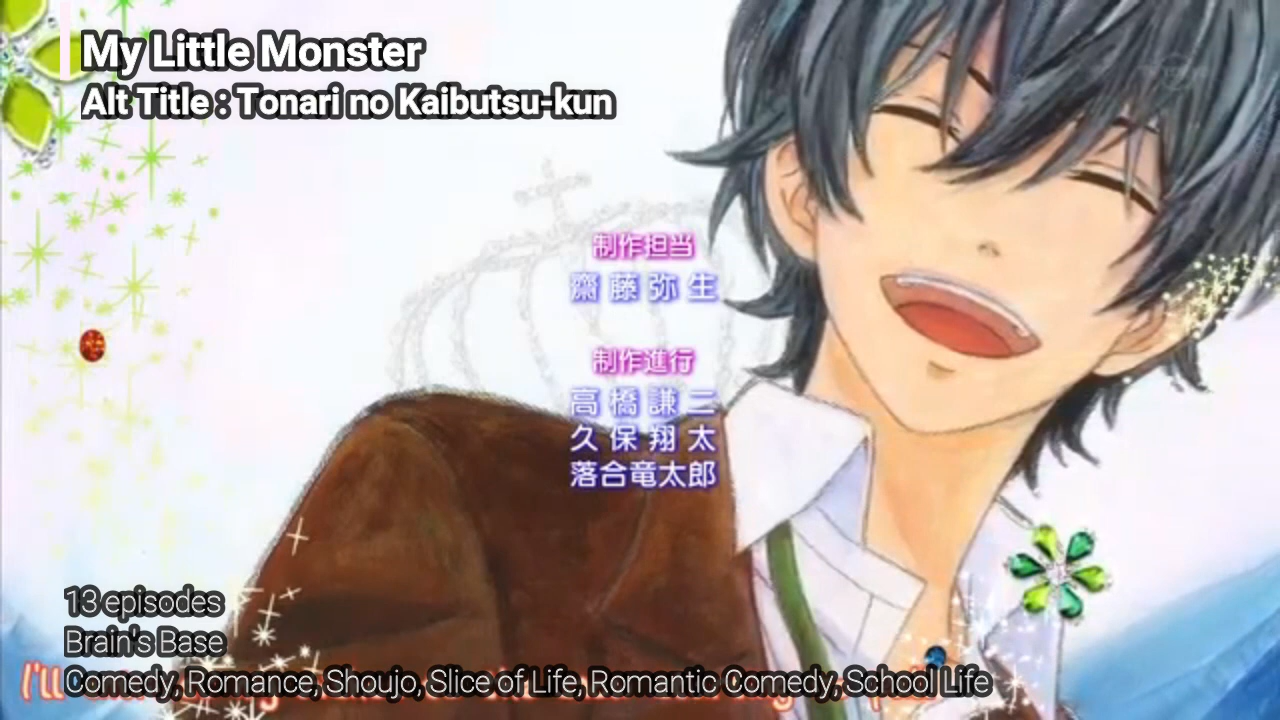 My Little Monster
Alt Title : Tonari no Kaibutsu-kun
制作担当
齋藤弥生
制作進行
高橋謙二
久保翔太
落合竜太郎
13 episodes
Brain's Base
I'll
Comedy, Romance, Shoujo, Slice of Life, Romantic Comedy, School Life